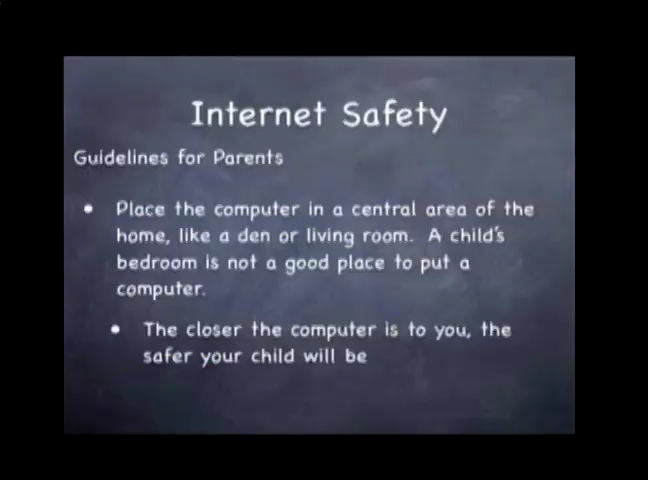 Internet Safety
Guidelines for Parents
• Place the computer in a central area of the
home, like a den or living room. A child's
bedroom is not a good place to put a
computer.
• The closer the computer is to you, the
safer your child will be